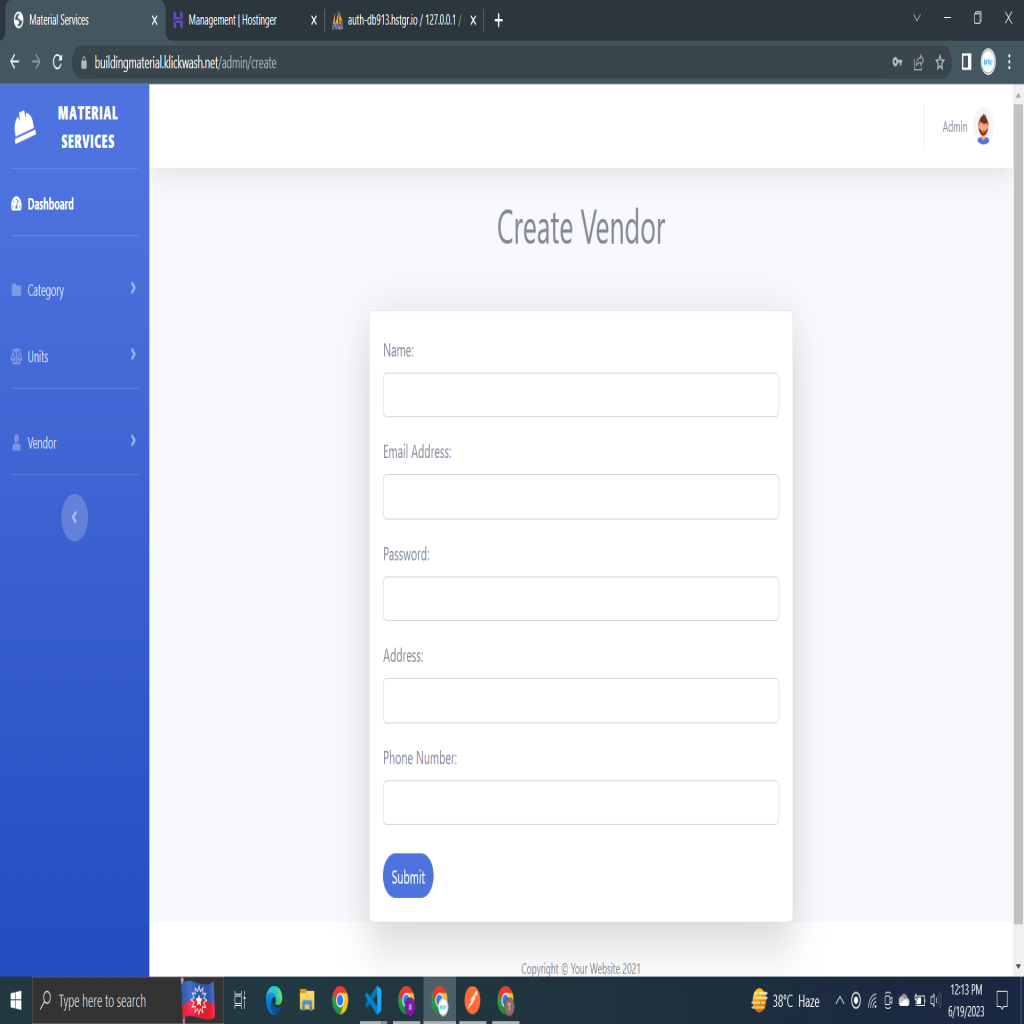 Material Services
Management | Hostinger
auth-db913.hstgr.io / 127.0.0.1 /
buildingmaterial.klickwash.net/admin/create
MATERIAL
SERVICES
Admin
Dashboard
Create Vendor
Category
Units
Vendor
Name:
Email Address:
Password:
Address:
Phone Number:
Submit
Copyright © Your Website 2021
Type here to search
38°C Haze
12:13 PM
6/19/2023